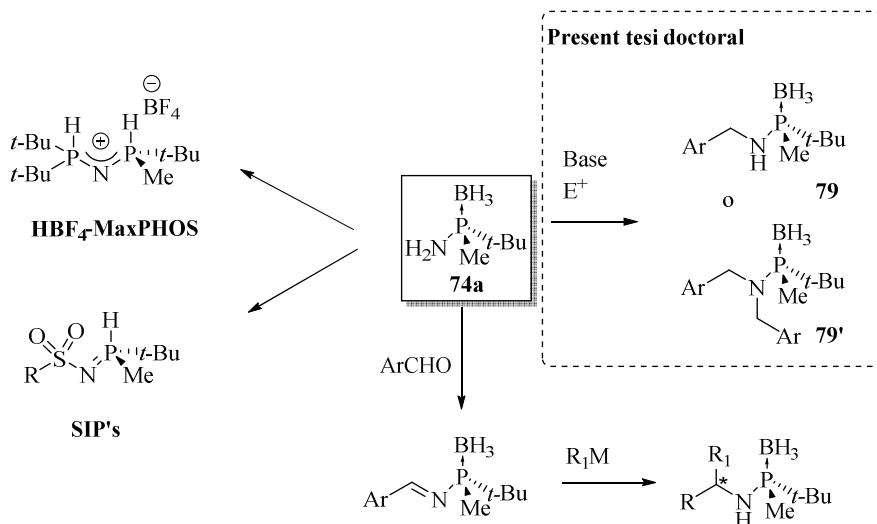 Present tesi doctoral
BH3
Ar
N
H
P
t-Bu
Me
79
o
BH3
Ar
N
P
t-Bu
Me
Ar
79'
Base
E+
BH3
H2N
P
t-Bu
Me
74a
H
⊖
BF4
H
t-Bu
P
⊕
P
t-Bu
t-Bu
N
Me
HBF4-MaxPHOS
O
O
H
S
P
t-Bu
R
N
Me
SIP's
ArCHO
BH3
Ar
N
P
t-Bu
Me
R1M
R1
BH3
R
*
N
H
P
t-Bu
Me